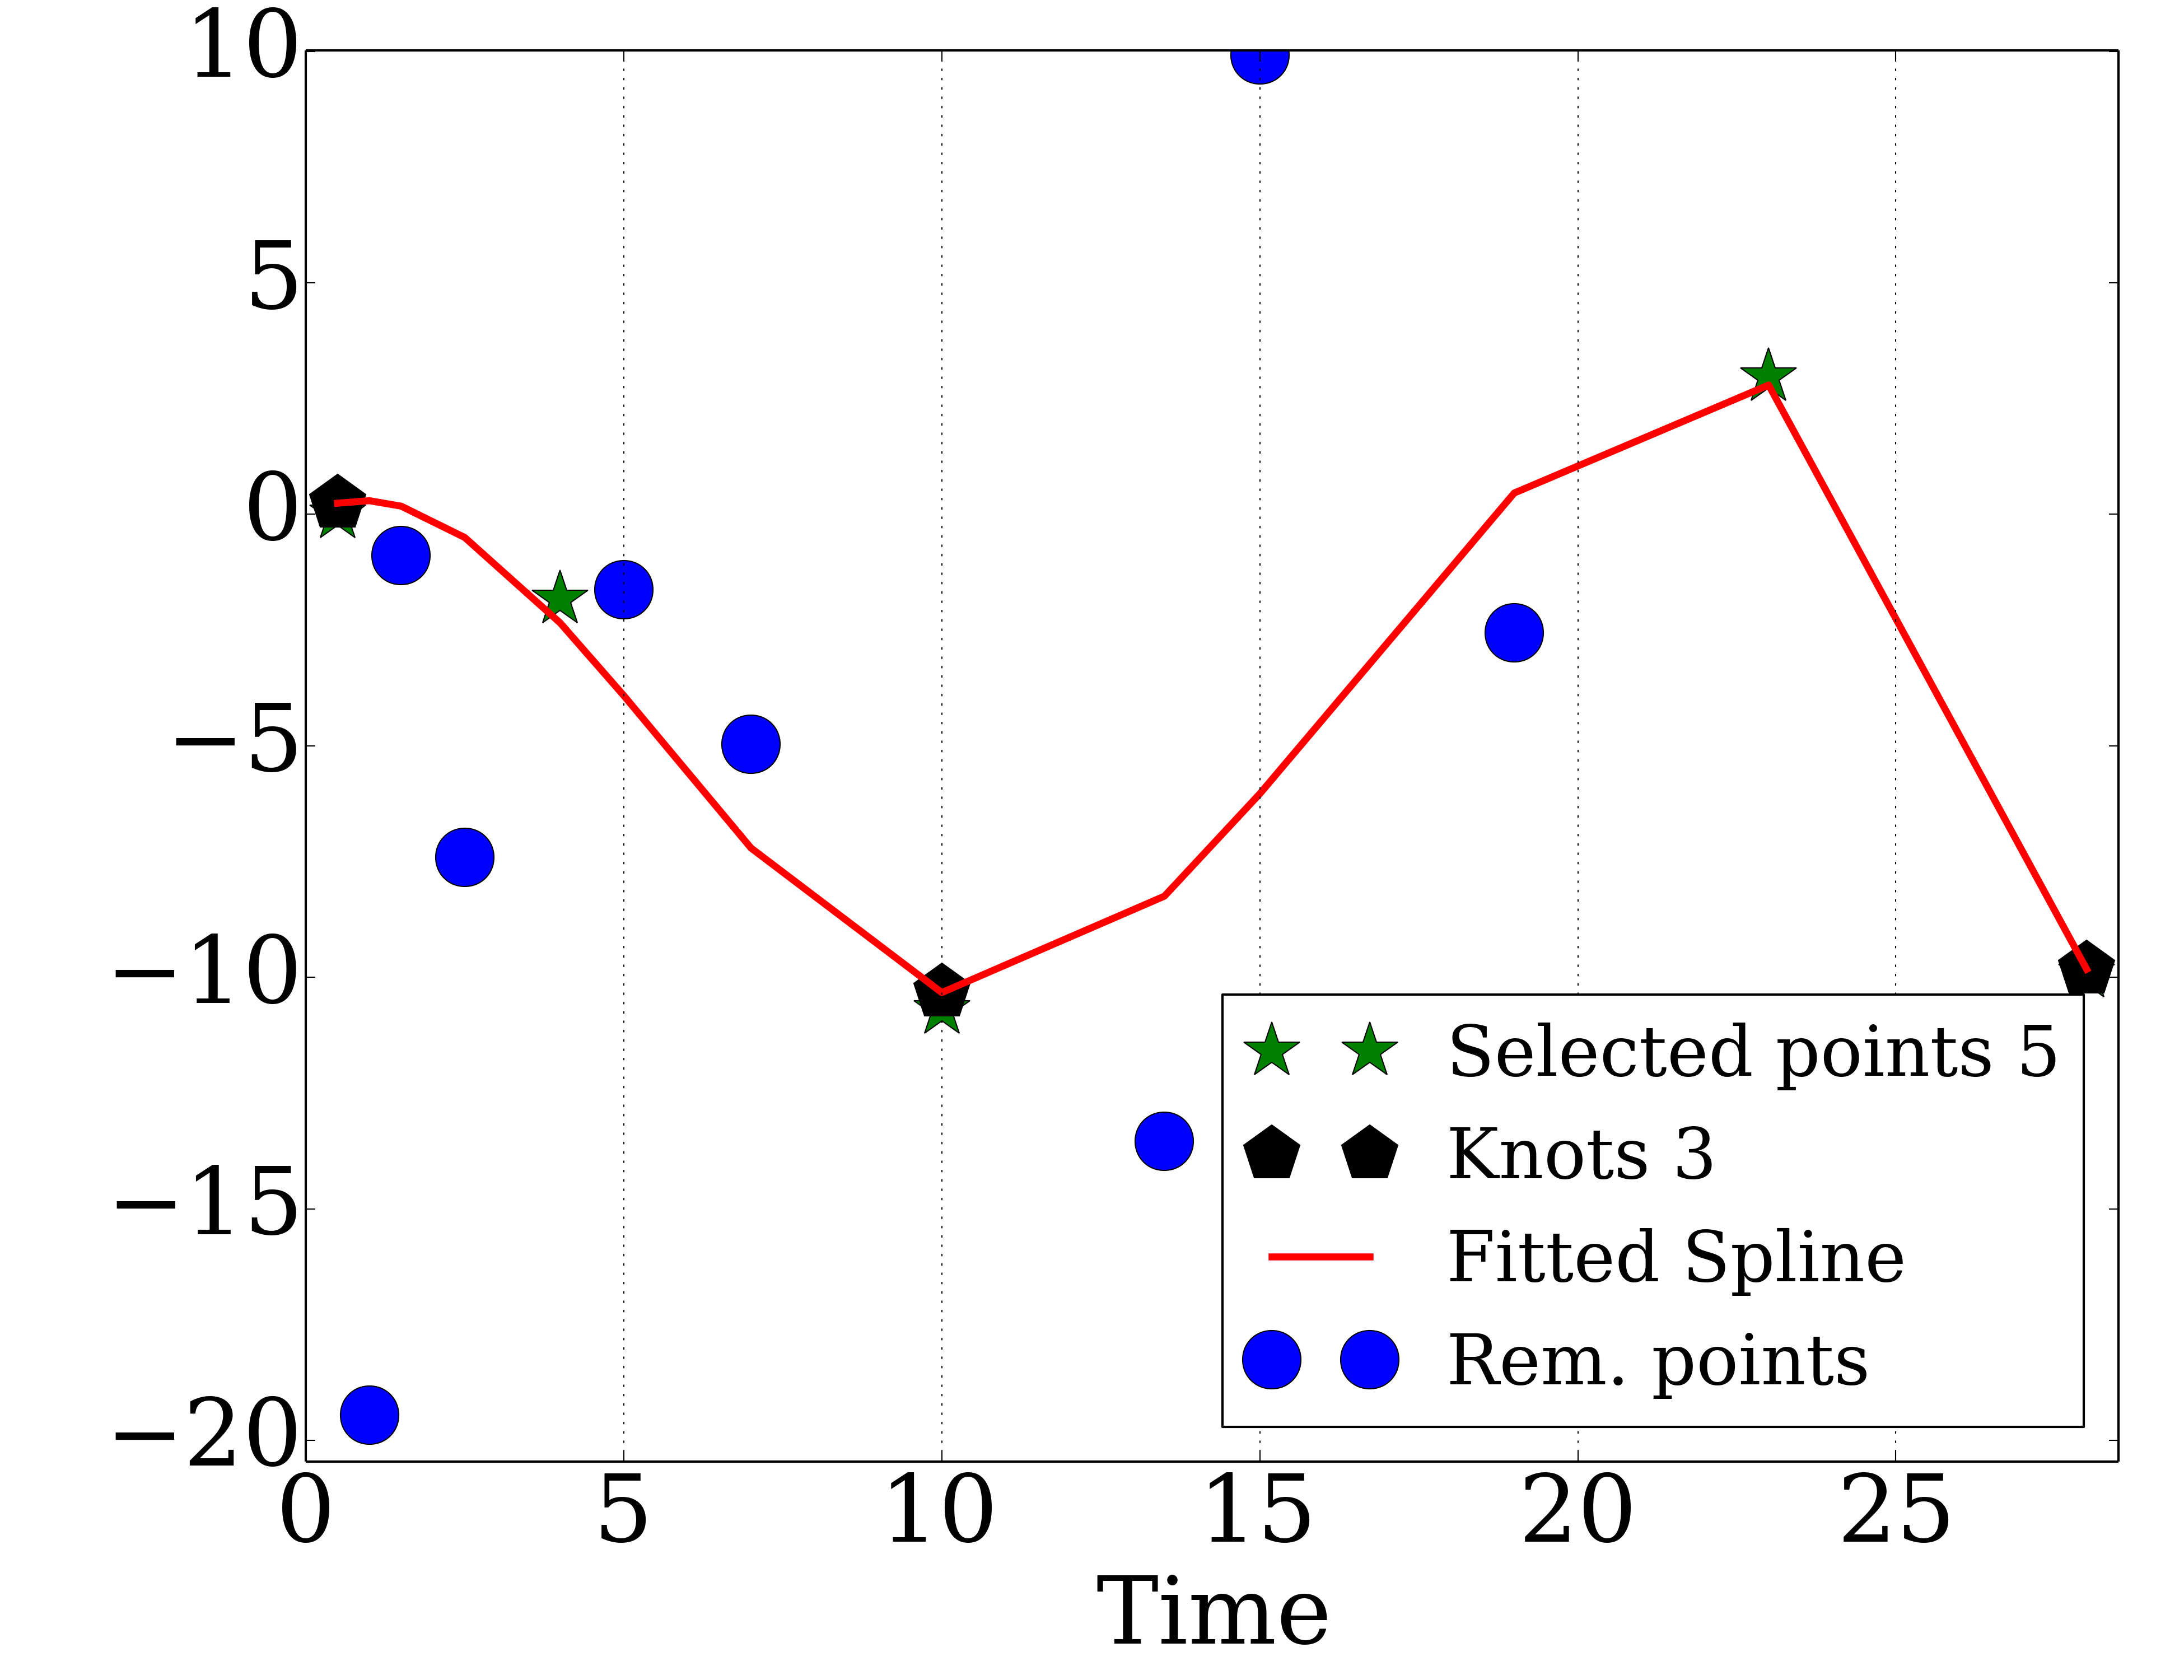 10
5
0
−5
−10
−15
−20
0 5 10 15 20 25
Time
Selected points 5
Knots 3
Fitted Spline
Rem. points